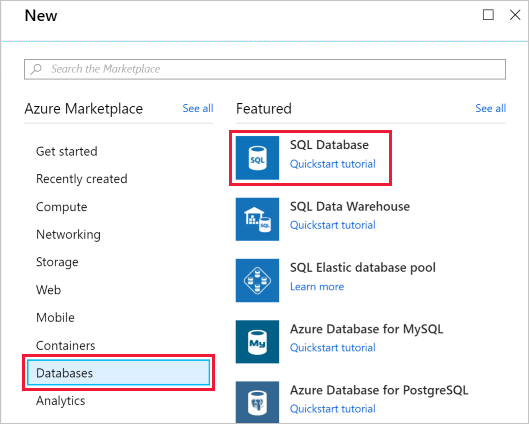 New
Search the Marketplace
Azure Marketplace See all
Get started
Recently created
Compute
Networking
Storage
Web
Mobile
Containers
Databases
Analytics
Featured See all
SQL
SQL Database
Quickstart tutorial
SQL
SQL Data Warehouse
Quickstart tutorial
SQL Elastic database pool
Learn more
My
Azure Database for MySQL
Quickstart tutorial
Azure Database for PostgreSQL
Quickstart tutorial